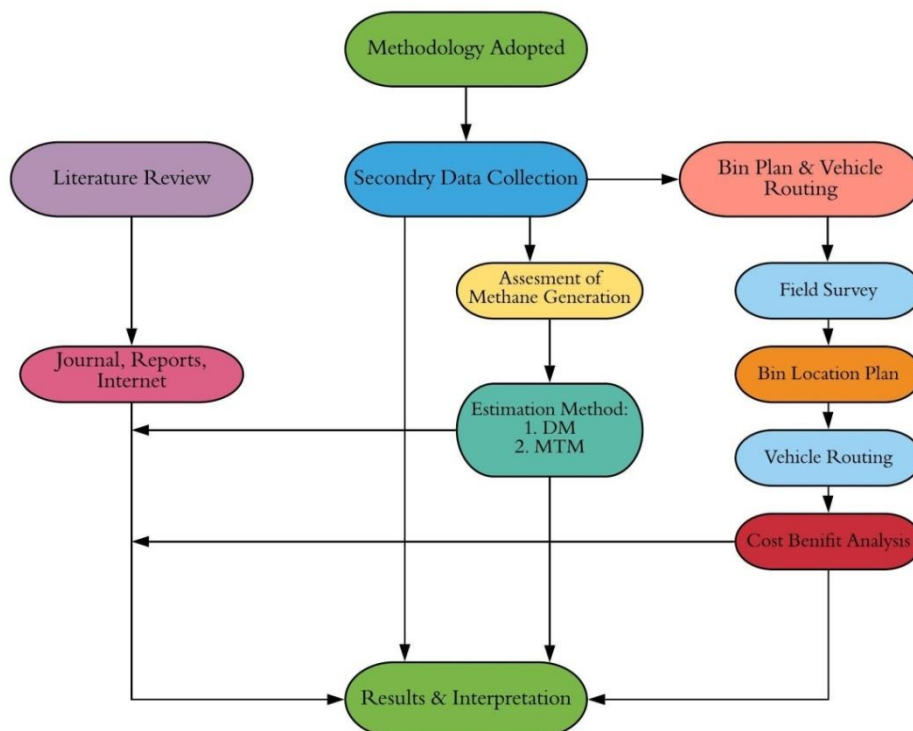 Methodology Adopted
Literature Review
Secondry Data Collection
Bin Plan & Vehicle
Routing
Assesment of
Methane Generation
Field Survey
Journal, Reports,
Internet
Bin Location Plan
Estimation Method:
1. DM
2. MTM
Vehicle Routing
Cost Benifit Analysis
Results & Interpretation